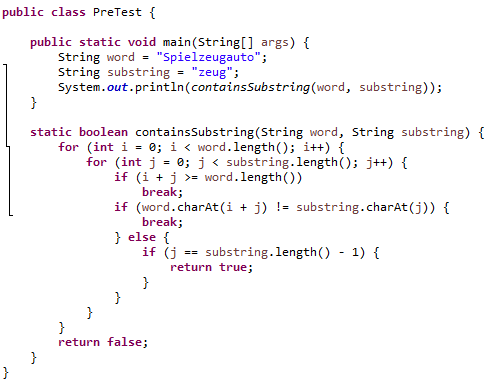 public class PreTest {
public static void main(String[] args) {
String word = "Spielzeugauto";
String substring = "zeug";
System.out.println(containsSubstring(word, substring));
}
static boolean containsSubstring(String word, String substring) {
for (int i = 0; i < word.length(); i++) {
for (int j = 0; j < substring.length(); j++) {
if (i + j >= word.length())
break;
if (word.charAt(i + j) != substring.charAt(j)) {
break;
} else {
if (j == substring.length() - 1) {
return true;
}
}
}
}
return false;
}
}